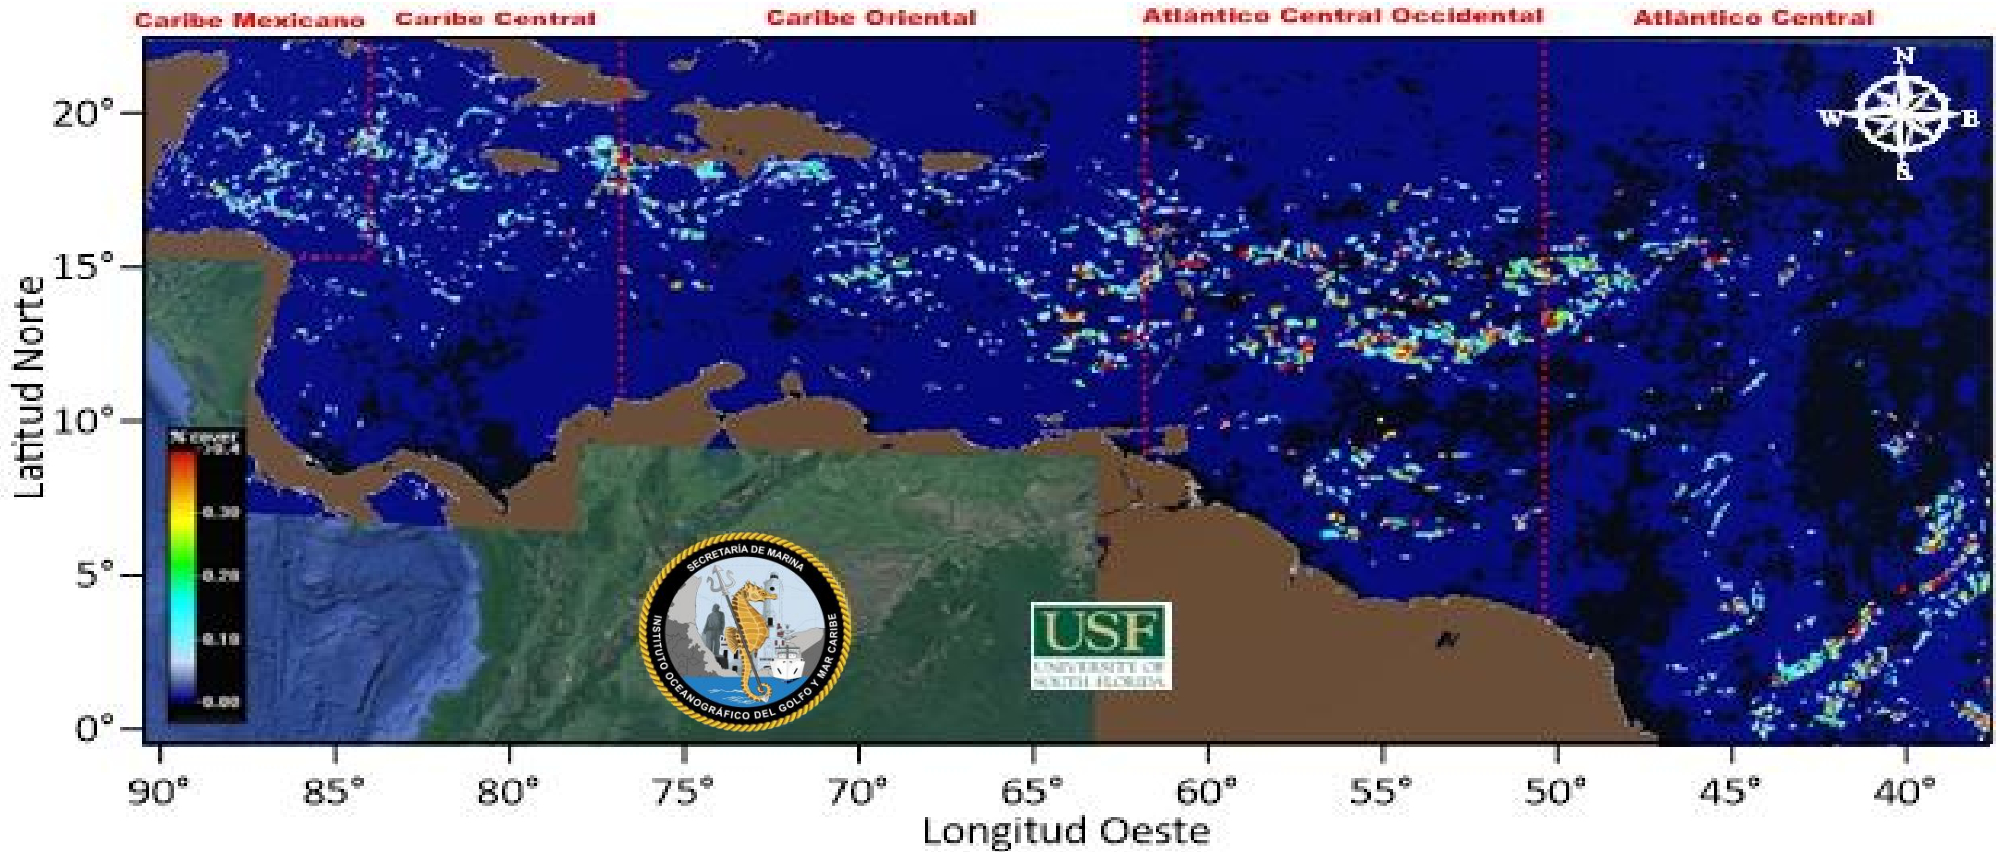 Caribe Mexicano Caribe Central Caribe Oriental Atlántico Central Occidental Atlántico Central
N
W B
S
20°
15°
10°
5°
0°
Latitud Norte
% cover
0.30
0.20
0.10
0.00
SECRETARÍA DE MARINA
INSTITUTO OCEANOGRÁFICO DEL GOLFO Y MAR CARIBE
USF
UNIVERSITY OF
SOUTH FLORIDA
90° 85° 80° 75° 70° 65° 60° 55° 50° 45° 40°
Longitud Oeste